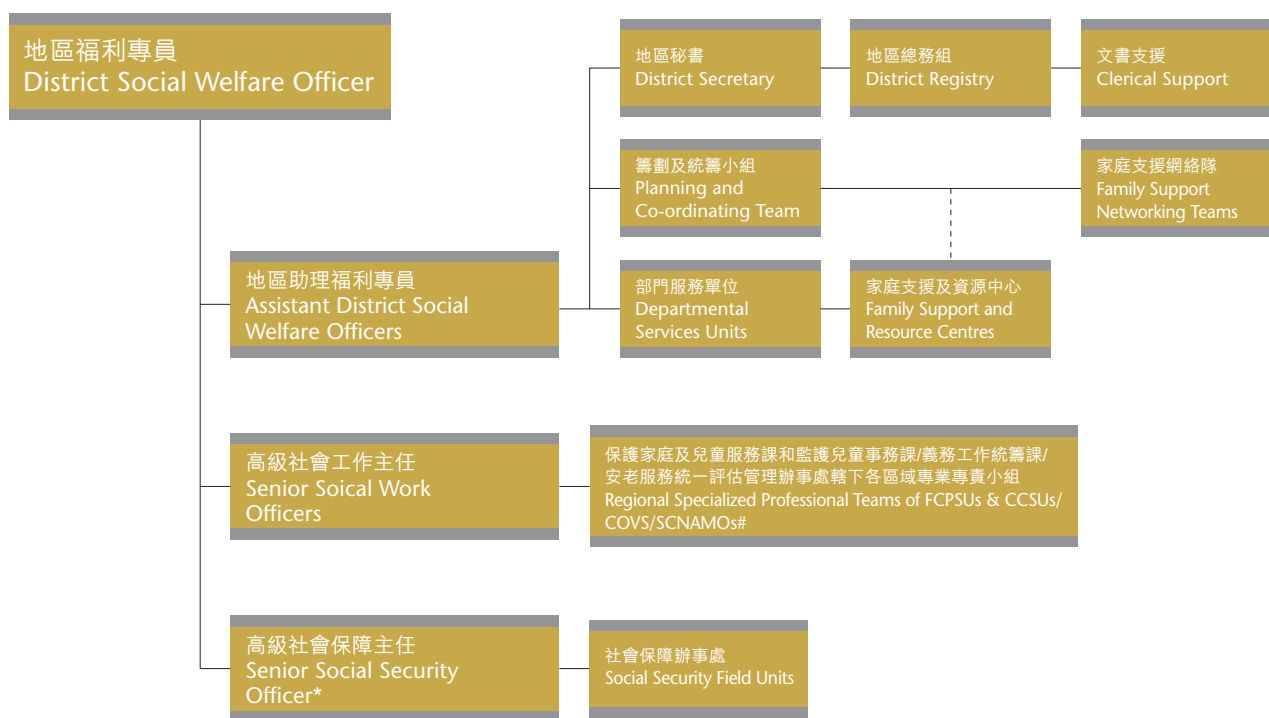 地區福利專員
District Social Welfare Officer
地區秘書
District Secretary
地區總務組
District Registry
文書支援
Clerical Support
籌劃及統籌小組
Planning and
Co-ordinating Team
家庭支援網絡隊
Family Support
Networking Teams
地區助理福利專員
Assistant District Social
Welfare Officers
部門服務單位
Departmental
Services Units
家庭支援及資源中心
Family Support and
Resource Centres
高級社會工作主任
Senior Soical Work
Officers
保護家庭及兒童服務課和監護兒童事務課/義務工作統籌課/
安老服務統一評估管理辦事處轄下各區域專業專責小組
Regional Specialized Professional Teams of FCPSUs & CCSUs/
COVS/SCNAMOs#
高級社會保障主任
Senior Social Security
Officer*
社會保障辦事處
Social Security Field Units